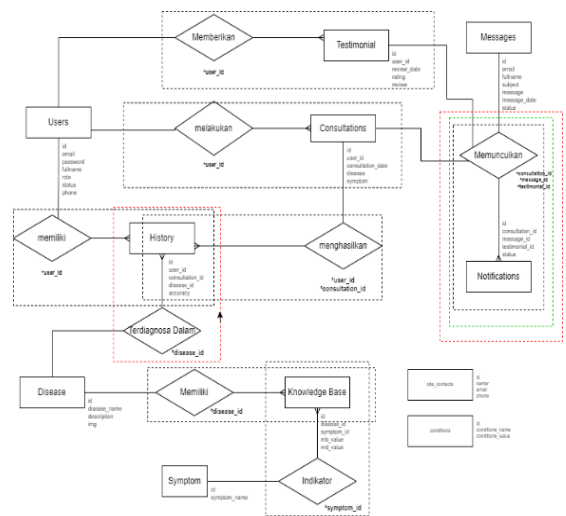 Memberikan
*user_id
Testimonial
id
user_id
review_date
rating
review
Messages
id
email
fullname
subject
message
message_date
status
Users
id
email
password
fullname
role
status
phone
melakukan
*user_id
Consultations
id
user_id
consultation_date
disease
symptom
Memunculkan
*consultation_id
*message_id
*testimonial_id
id
consultation_id
message_id
testimonial_id
status
Notifications
memiliki
*user_id
History
id
user_id
consultation_id
disease_id
accuracy
menghasilkan
*user_id
*consultation_id
Terdiagnosa Dalam
*disease_id
Disease
id
disease_name
description
img
Memiliki
*disease_id
Knowledge Base
id
disease_id
symptom_id
mb_value
md_value
Symptom
id
symptom_name
Indikator
*symptom_id
site_contacts
id
owner
email
phone
conditions
id
conditions_name
conditions_value